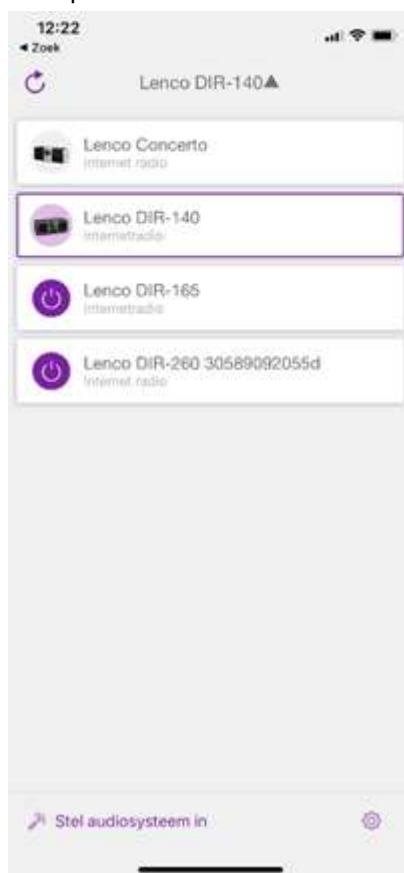 12:22
◀ Zoek
Lenco DIR-140▲
Lenco Concerto
Internet radio
Lenco DIR-140
Internetradio
Lenco DIR-165
Internetradio
Lenco DIR-260 30589092055d
Internet radio
Stel audiosysteem in